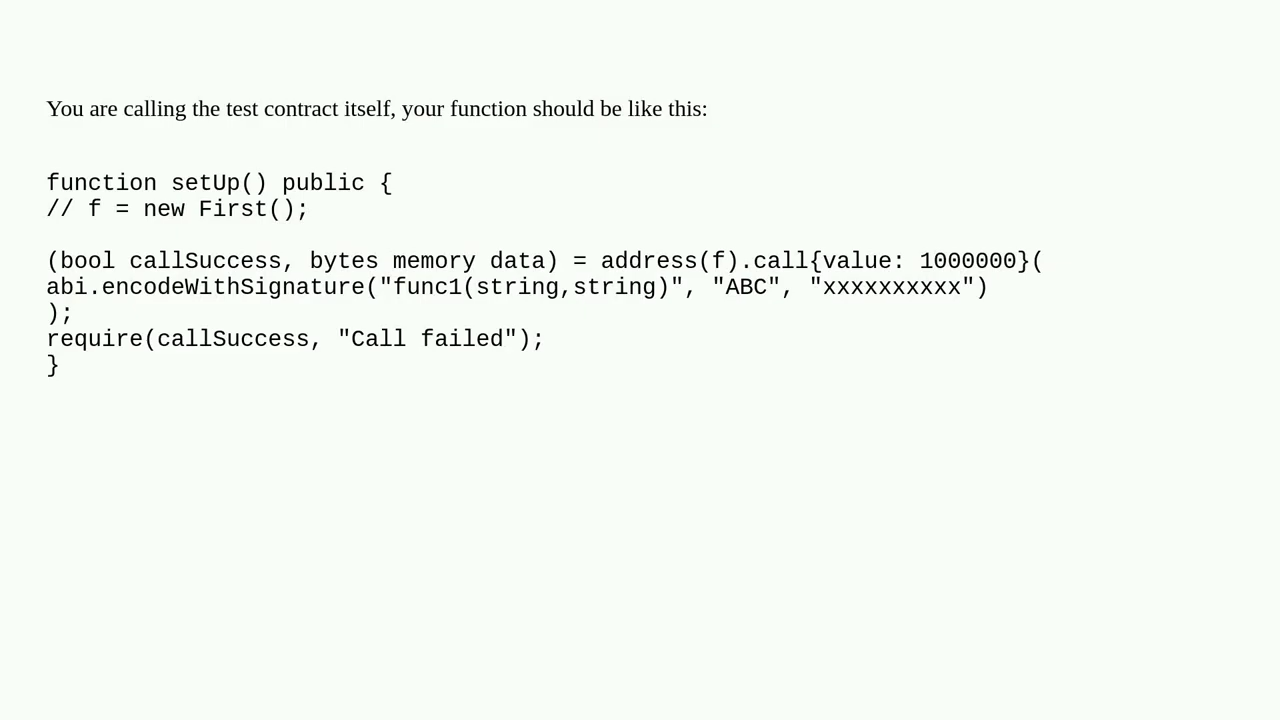 You are calling the test contract itself, your function should be like this:
function setUp() public {
// f = new First();
(bool callSuccess, bytes memory data) = address(f).call{value: 1000000}(
abi.encodeWithSignature("func1(string,string)", "ABC", "xxxxxxxxxx")
);
require(callSuccess, "Call failed");
}